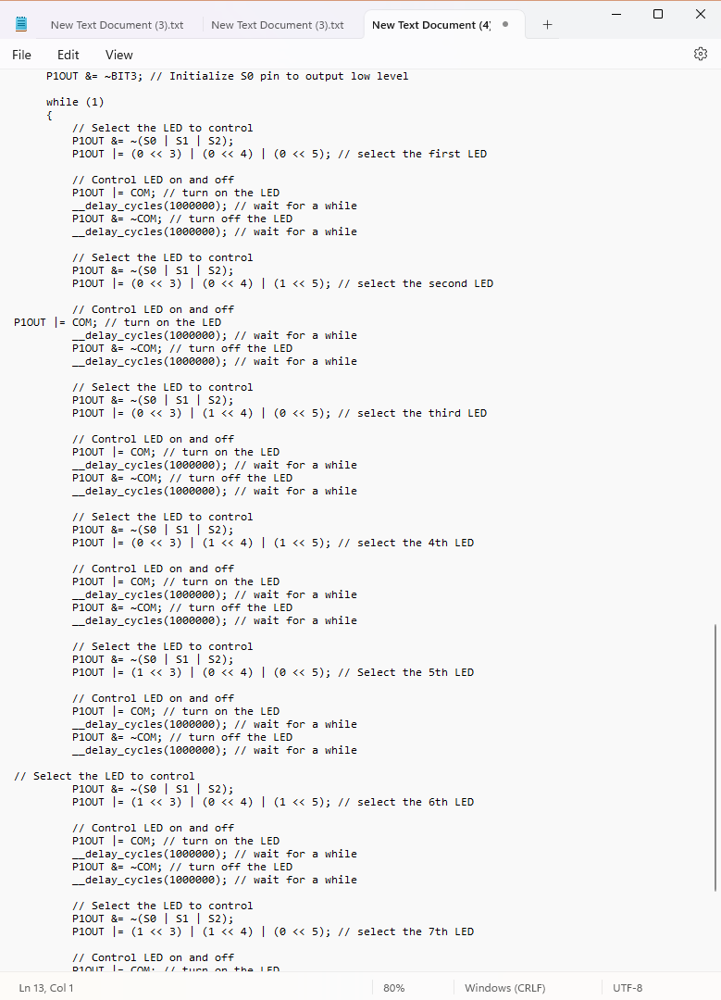 New Text Document (3).txt
New Text Document (3).txt
New Text Document (4)
File Edit View
P1OUT &= ~BIT3; // Initialize S0 pin to output low level
while (1)
{
// Select the LED to control
P1OUT &= ~(S0 | S1 | S2);
P1OUT |= (0 << 3) | (0 << 4) | (0 << 5); // select the first LED
// Control LED on and off
P1OUT |= COM; // turn on the LED
__delay_cycles(1000000); // wait for a while
P1OUT &= ~COM; // turn off the LED
__delay_cycles(1000000); // wait for a while
// Select the LED to control
P1OUT &= ~(S0 | S1 | S2);
P1OUT |= (0 << 3) | (0 << 4) | (1 << 5); // select the second LED
// Control LED on and off
P1OUT |= COM; // turn on the LED
__delay_cycles(1000000); // wait for a while
P1OUT &= ~COM; // turn off the LED
__delay_cycles(1000000); // wait for a while
// Select the LED to control
P1OUT &= ~(S0 | S1 | S2);
P1OUT |= (0 << 3) | (1 << 4) | (0 << 5); // select the third LED
// Control LED on and off
P1OUT |= COM; // turn on the LED
__delay_cycles(1000000); // wait for a while
P1OUT &= ~COM; // turn off the LED
__delay_cycles(1000000); // wait for a while
// Select the LED to control
P1OUT &= ~(S0 | S1 | S2);
P1OUT |= (0 << 3) | (1 << 4) | (1 << 5); // select the 4th LED
// Control LED on and off
P1OUT |= COM; // turn on the LED
__delay_cycles(1000000); // wait for a while
P1OUT &= ~COM; // turn off the LED
__delay_cycles(1000000); // wait for a while
// Select the LED to control
P1OUT &= ~(S0 | S1 | S2);
P1OUT |= (1 << 3) | (0 << 4) | (0 << 5); // Select the 5th LED
// Control LED on and off
P1OUT |= COM; // turn on the LED
__delay_cycles(1000000); // wait for a while
P1OUT &= ~COM; // turn off the LED
__delay_cycles(1000000); // wait for a while
// Select the LED to control
P1OUT &= ~(S0 | S1 | S2);
P1OUT |= (1 << 3) | (0 << 4) | (1 << 5); // select the 6th LED
// Control LED on and off
P1OUT |= COM; // turn on the LED
__delay_cycles(1000000); // wait for a while
P1OUT &= ~COM; // turn off the LED
__delay_cycles(1000000); // wait for a while
// Select the LED to control
P1OUT &= ~(S0 | S1 | S2);
P1OUT |= (1 << 3) | (1 << 4) | (0 << 5); // select the 7th LED
// Control LED on and off
P1OUT |= COM; // turn on the LED
Ln 13, Col 1 80% Windows (CRLF) UTF-8